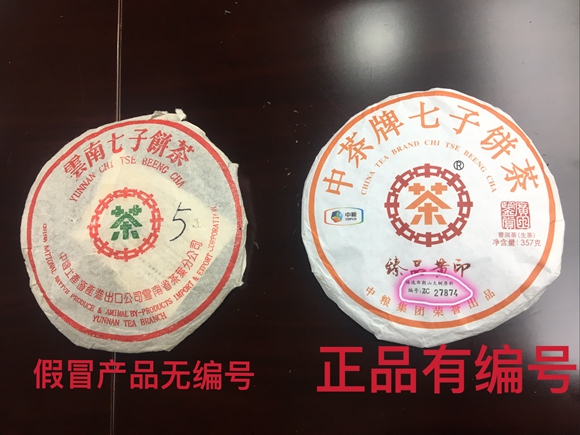 雲南七子餅茶
YUNNAN CHI TSE BEENG CHA
茶
5
中國土產畜產進出口公司雲南省茶葉分公司
CHINA NATIONAL NATIVE PRODUCE & ANIMAL BY-PRODUCTS IMPORT & EXPORT CORPORATION
YUNNAN TEA BRANCH
假冒产品无编号
中茶牌七子餅茶
CHINA TEA BRAND CHI TSE BEENG CHA
®
茶
中粮
COFCO
普洱茶(生茶)
净含量:357克
臻品黄印
编号:ZC 27874
中粮集团荣誉出品
正品有编号